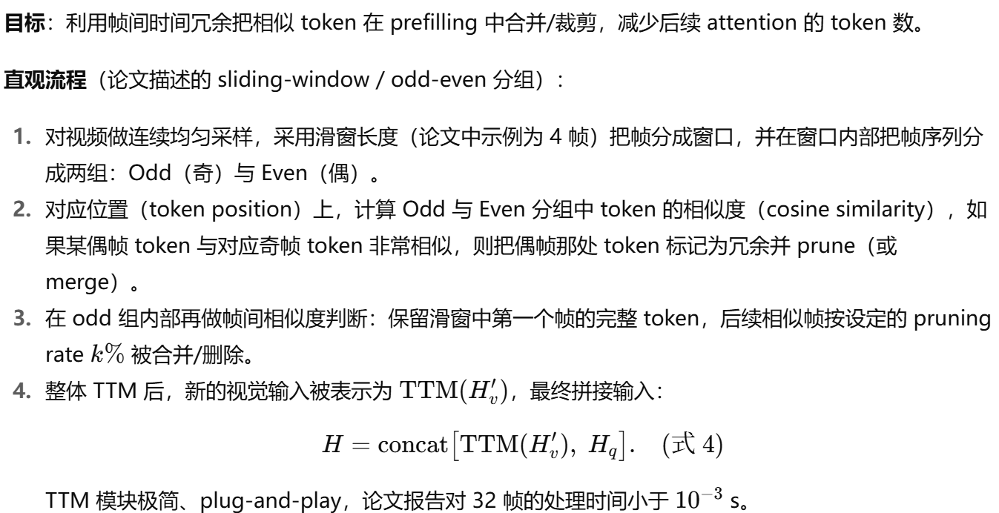 目标：利用帧间时间冗余把相似 token 在 prefilling 中合并/裁剪，减少后续 attention 的 token 数。
直观流程（论文描述的 sliding-window / odd-even 分组）：
1. 对视频做连续均匀采样，采用滑窗长度（论文中示例为 4 帧）把帧分成窗口，并在窗口内部把帧序列分
成两组：Odd（奇）与 Even（偶）。
2. 对应位置（token position）上，计算 Odd 与 Even 分组中 token 的相似度（cosine similarity），如
果某偶帧 token 与对应奇帧 token 非常相似，则把偶帧那处 token 标记为冗余并 prune（或
merge）。
3. 在 odd 组内部再做帧间相似度判断：保留滑窗中第一个帧的完整 token，后续相似帧按设定的 pruning
rate k% 被合并/删除。
4. 整体 TTM 后，新的视觉输入被表示为 TTM(H′ᵥ)，最终拼接输入：
H = concat[TTM(H′ᵥ), H_q]. (式 4)
TTM 模块极简、plug-and-play，论文报告对 32 帧的处理时间小于 10⁻³ s。